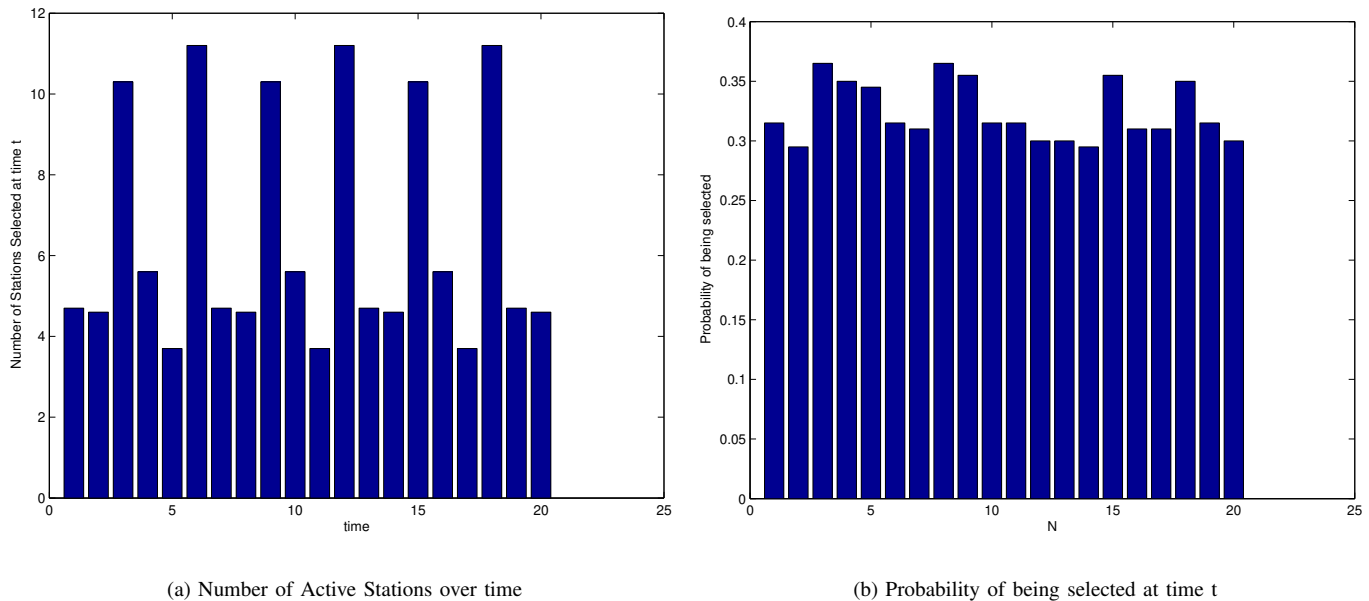 12
10
8
6
4
2
0
Number of Stations Selected at time t
0 5 10 15 20 25
time
(a) Number of Active Stations over time
0.4
0.35
0.3
0.25
0.2
0.15
0.1
0.05
0
Probability of being selected
0 5 10 15 20 25
N
(b) Probability of being selected at time t